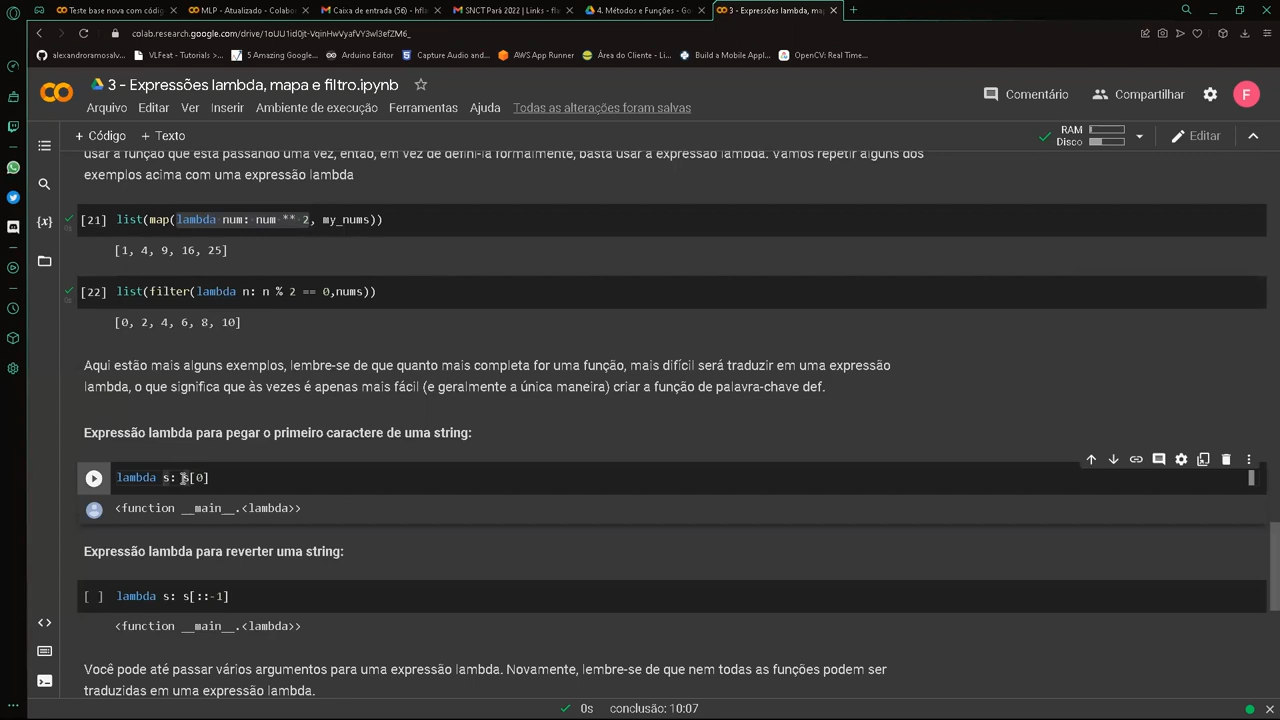 Teste base nova com códig
MLP - Atualizado - Colabora
Caixa de entrada (56) - hfla
SNCT Pará 2022 | Links - f
4. Métodos e Funções - Go
3 - Expressões lambda, map
colab.research.google.com/drive/1oUU1id0jt-VqinHwVyafVY3wl3efZM6_
alexandroramosalv...
VLFeat - Tutorials >...
5 Amazing Google...
Arduino Workshop
Capture Audio and...
AWS App Runner
Área do Cliente - I...
Build a Mobile Appl...
OpenCV: Real Time...
3 - Expressões lambda, mapa e filtro.ipynb
Comentário
Compartilhar
F
Arquivo Editar Ver Inserir Ambiente de execução Ferramentas Ajuda Todas as alterações foram salvas
+ Código + Texto
RAM
Disco
Editar
usar a função que está passando uma vez, então, em vez de defini-la formalmente, basta usar a expressão lambda. Vamos repetir alguns dos
exemplos acima com uma expressão lambda
[21] list(map(lambda num: num ** 2, my_nums))
0s
[1, 4, 9, 16, 25]
[22] list(filter(lambda n: n % 2 == 0,nums))
0s
[0, 2, 4, 6, 8, 10]
Aqui estão mais alguns exemplos, lembre-se de que quanto mais completa for uma função, mais difícil será traduzir em uma expressão
lambda, o que significa que às vezes é apenas mais fácil (e geralmente a única maneira) criar a função de palavra-chave def.
Expressão lambda para pegar o primeiro caractere de uma string:
lambda s: s[0]
<function __main__.<lambda>>
Expressão lambda para reverter uma string:
[ ] lambda s: s[::-1]
<function __main__.<lambda>>
Você pode até passar vários argumentos para uma expressão lambda. Novamente, lembre-se de que nem todas as funções podem ser
traduzidas em uma expressão lambda.
0s conclusão: 10:07